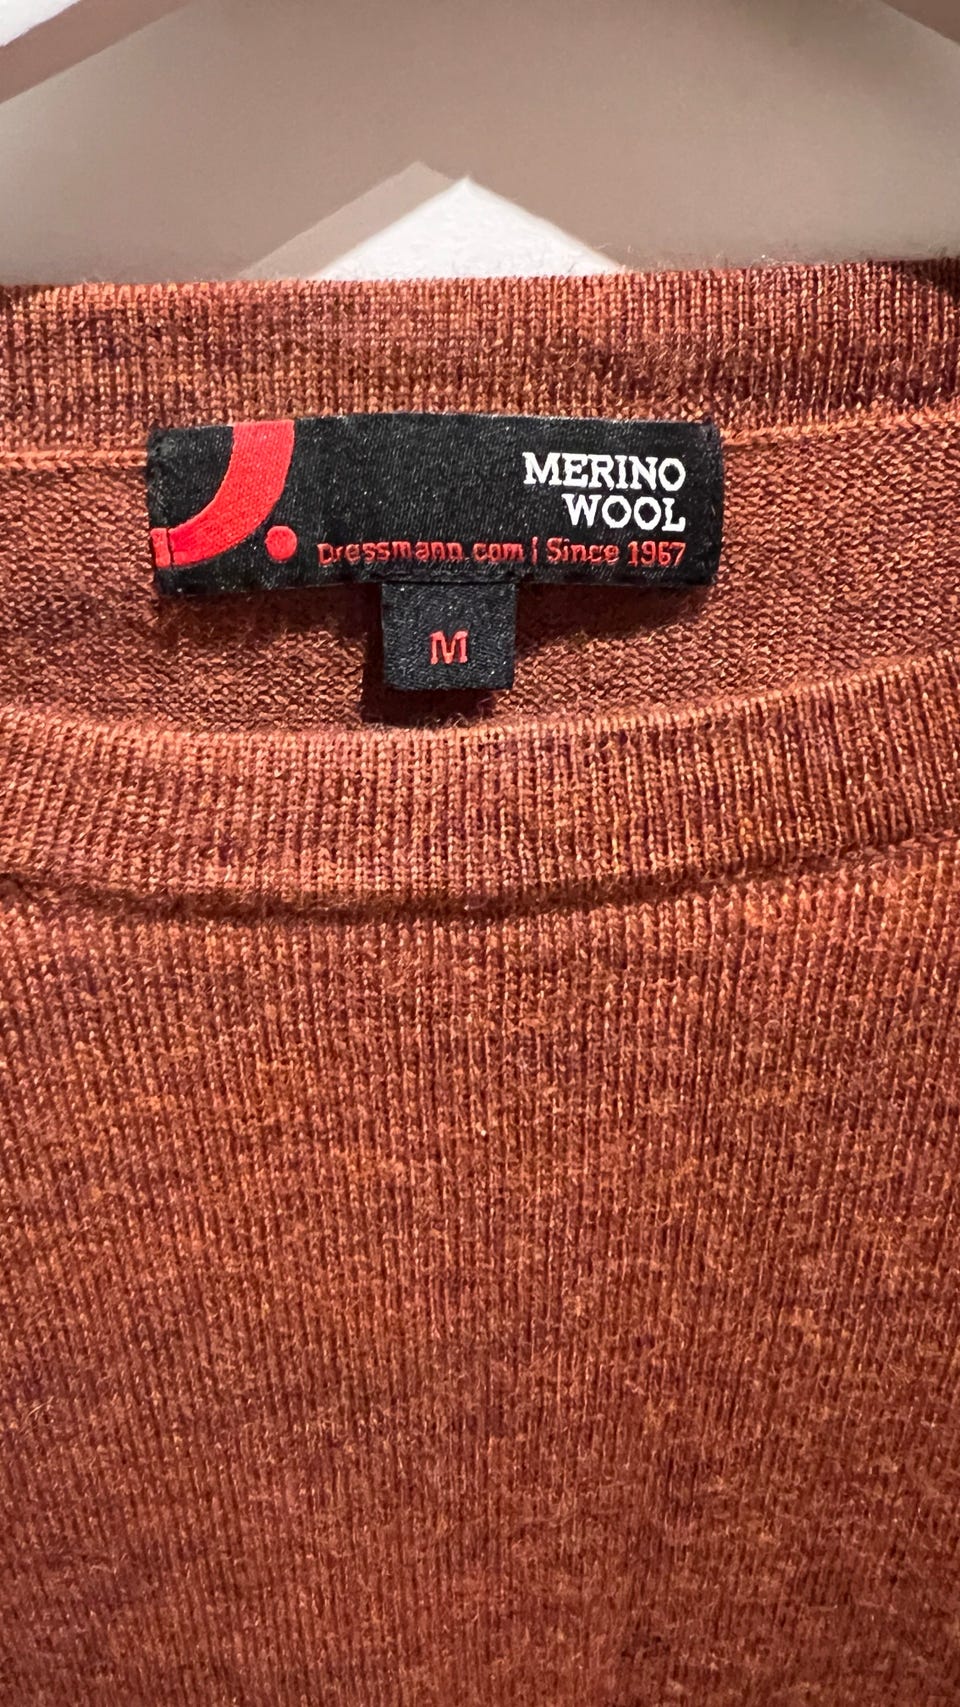 MERINO
WOOL
Dressmann.com | Since 1967
M